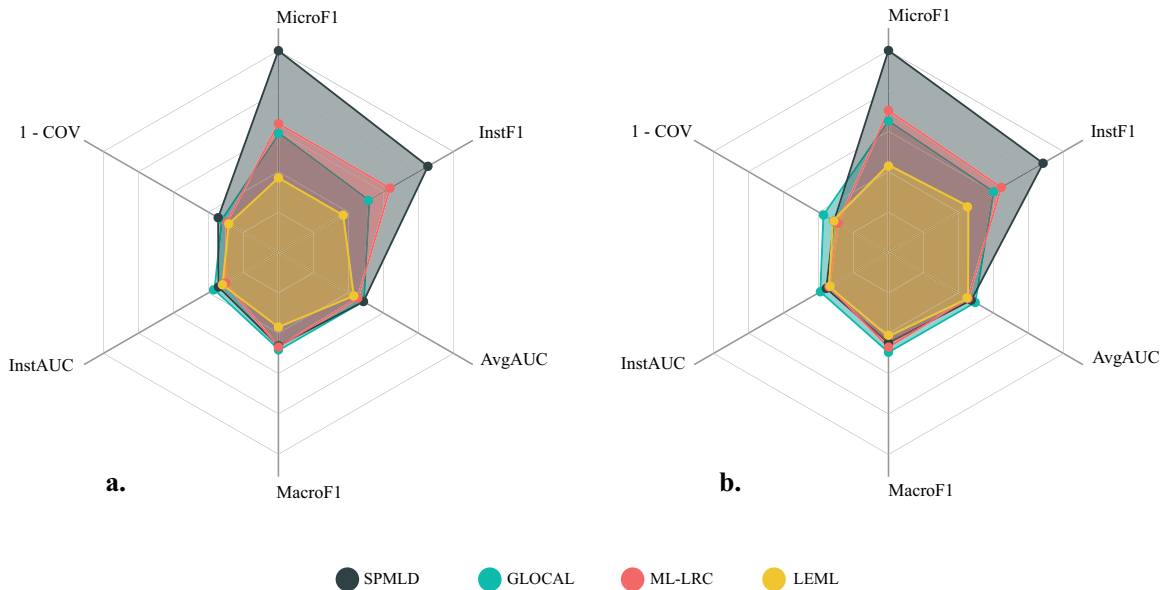 MicroF1
InstF1
AvgAUC
MacroF1
InstAUC
1 - COV
a.
MicroF1
InstF1
AvgAUC
MacroF1
InstAUC
1 - COV
b.
SPMLD
GLOCAL
ML-LRC
LEML